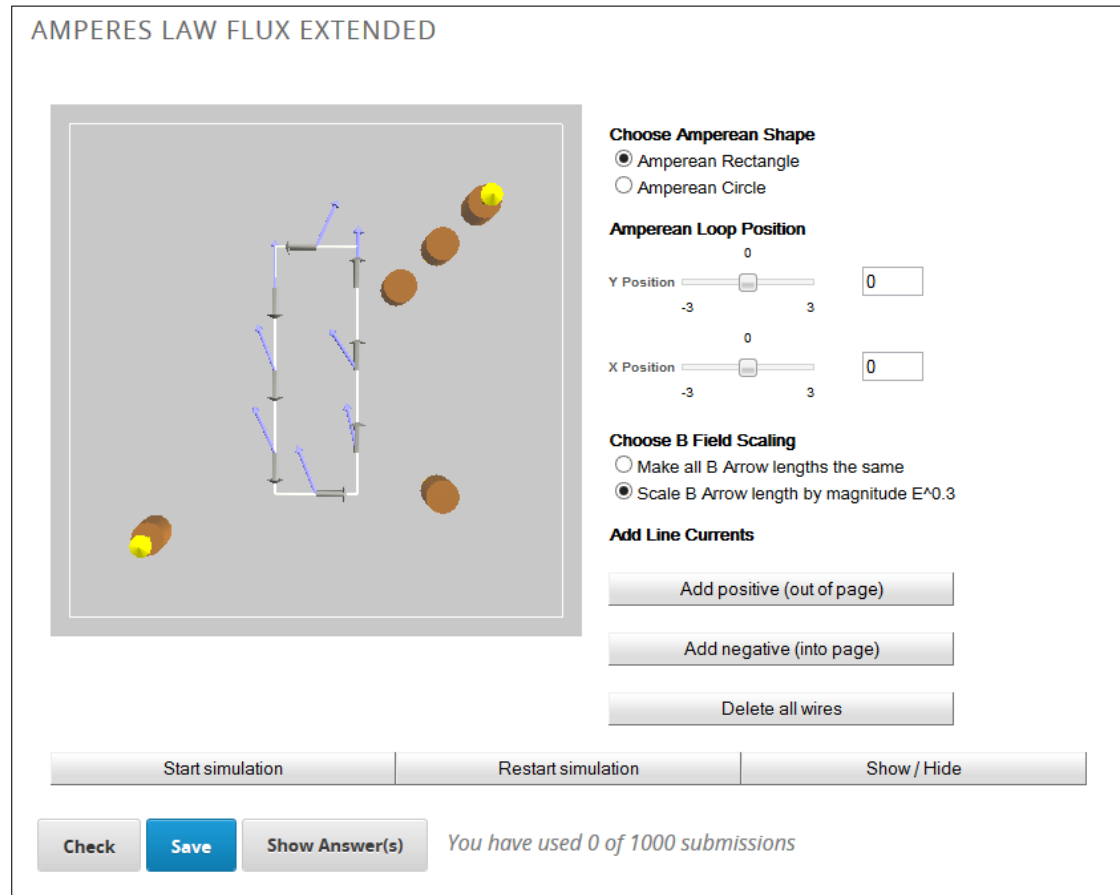 AMPERES LAW FLUX EXTENDED
Choose Amperean Shape
Amperean Rectangle
Amperean Circle
Amperean Loop Position
0
Y Position
0
-3 3
0
X Position
0
-3 3
Choose B Field Scaling
Make all B Arrow lengths the same
Scale B Arrow length by magnitude E^0.3
Add Line Currents
Add positive (out of page)
Add negative (into page)
Delete all wires
Start simulation Restart simulation Show / Hide
Check Save Show Answer(s) You have used 0 of 1000 submissions